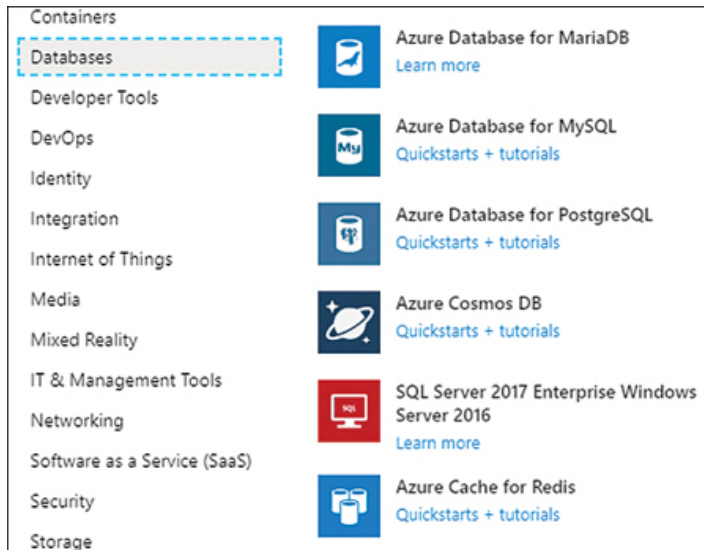 Containers
Databases
Developer Tools
DevOps
Identity
Integration
Internet of Things
Media
Mixed Reality
IT & Management Tools
Networking
Software as a Service (SaaS)
Security
Storage
Azure Database for MariaDB
Learn more
My
Azure Database for MySQL
Quickstarts + tutorials
Azure Database for PostgreSQL
Quickstarts + tutorials
Azure Cosmos DB
Quickstarts + tutorials
SQL
SQL Server 2017 Enterprise Windows
Server 2016
Learn more
Azure Cache for Redis
Quickstarts + tutorials